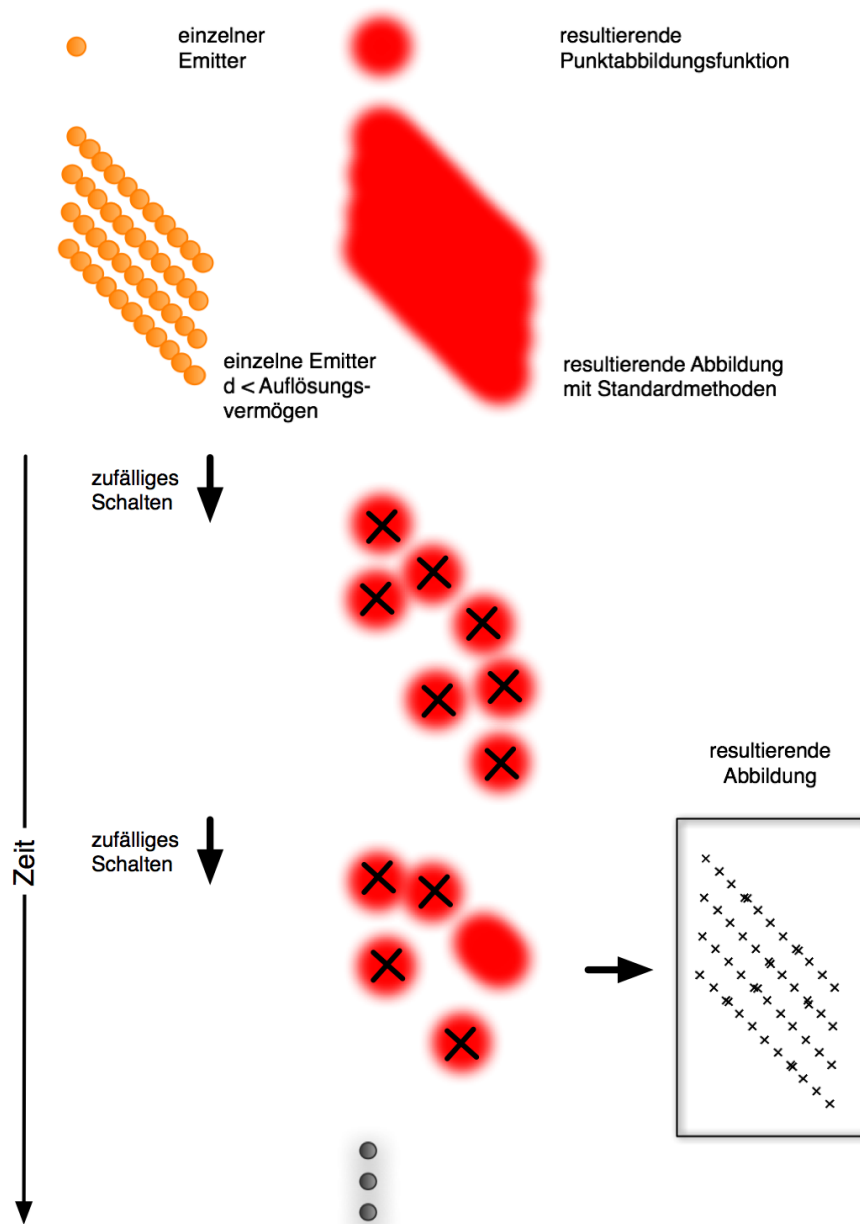 einzelner
Emitter
resultierende
Punktabbildungsfunktion
einzelne Emitter
d < Auflösungs-
vermögen
resultierende Abbildung
mit Standardmethoden
zufälliges
Schalten
resultierende
Abbildung
zufälliges
Schalten
Zeit